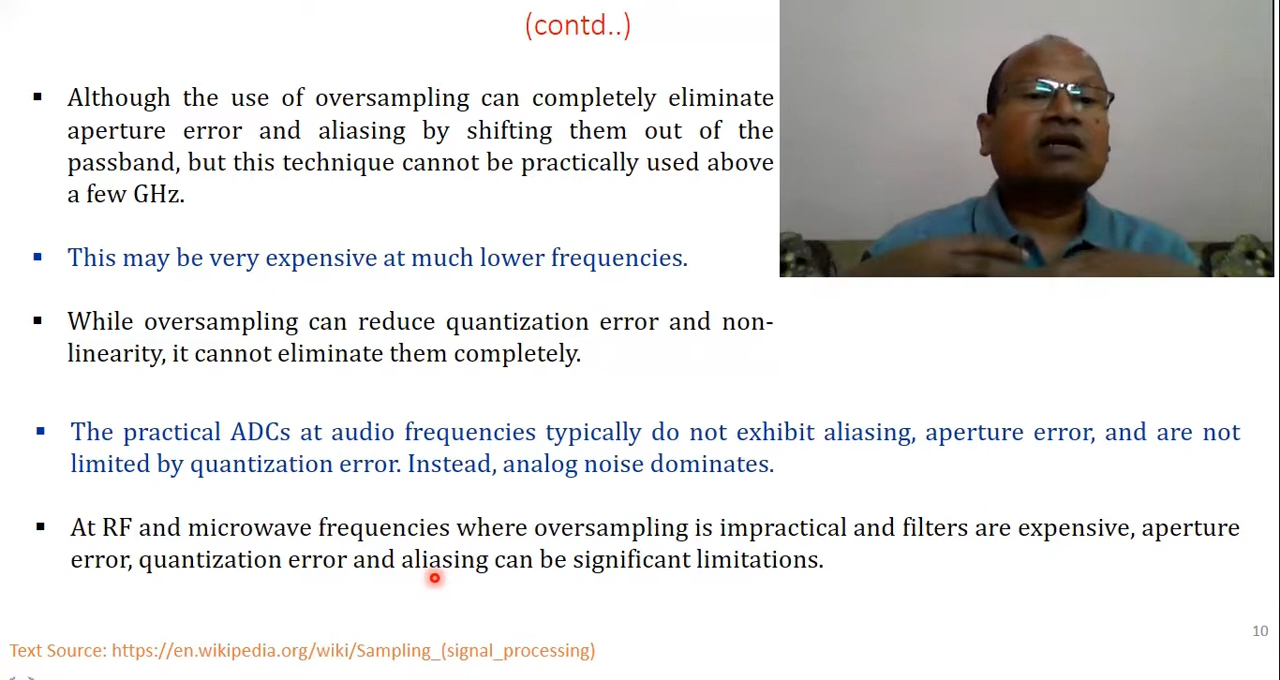 (contd..)
▪ Although the use of oversampling can completely eliminate
aperture error and aliasing by shifting them out of the
passband, but this technique cannot be practically used above
a few GHz.
▪ This may be very expensive at much lower frequencies.
▪ While oversampling can reduce quantization error and non-
linearity, it cannot eliminate them completely.
▪ The practical ADCs at audio frequencies typically do not exhibit aliasing, aperture error, and are not
limited by quantization error. Instead, analog noise dominates.
▪ At RF and microwave frequencies where oversampling is impractical and filters are expensive, aperture
error, quantization error and aliasing can be significant limitations.
10
Text Source: https://en.wikipedia.org/wiki/Sampling_(signal_processing)